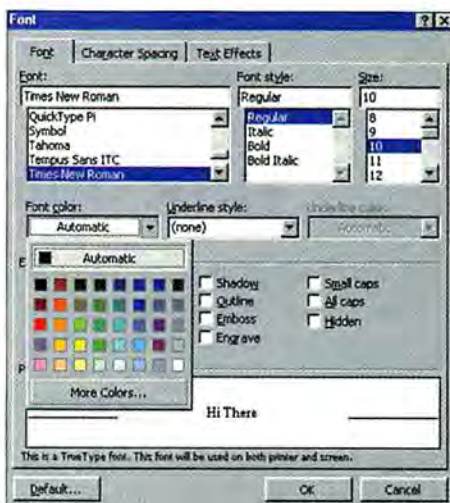 Font
Font Character Spacing Text Effects
Font: Font style: Size:
Times New Roman Regular 10
QuickType Pi Regular 8
Symbol Italic 9
Tahoma Bold 10
Tempus Sans ITC Bold Italic 11
Times New Roman 12
Font color: Underline style: Underline color:
Automatic (none) Automatic
E Automatic
Shadow Small caps
Outline All caps
Emboss Hidden
Engrave
P
More Colors...
Hi There
This is a TrueType font. This font will be used on both printer and screen.
Default... OK Cancel